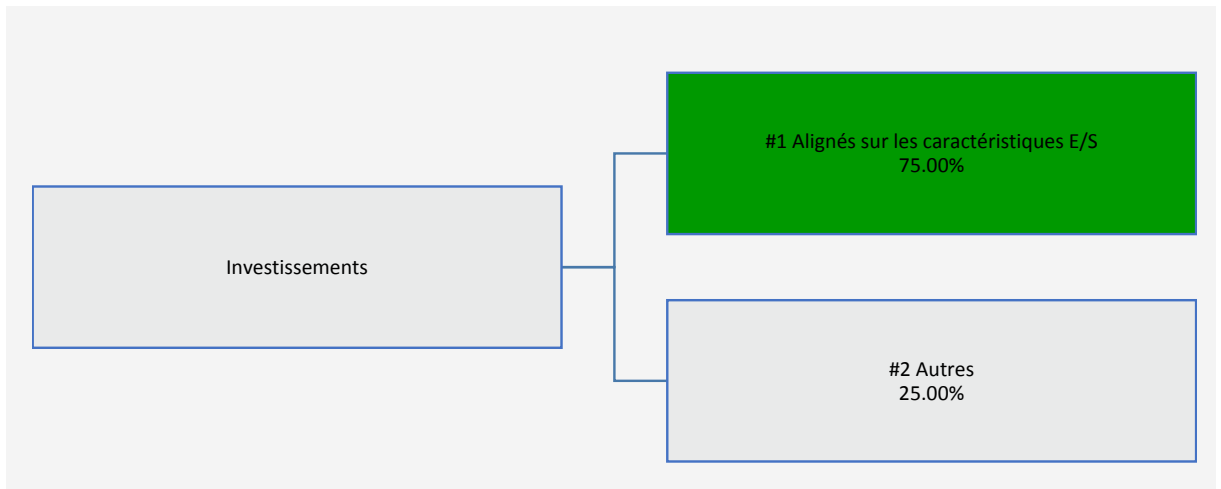 #1 Alignés sur les caractéristiques E/S
75.00%
Investissements
#2 Autres
25.00%